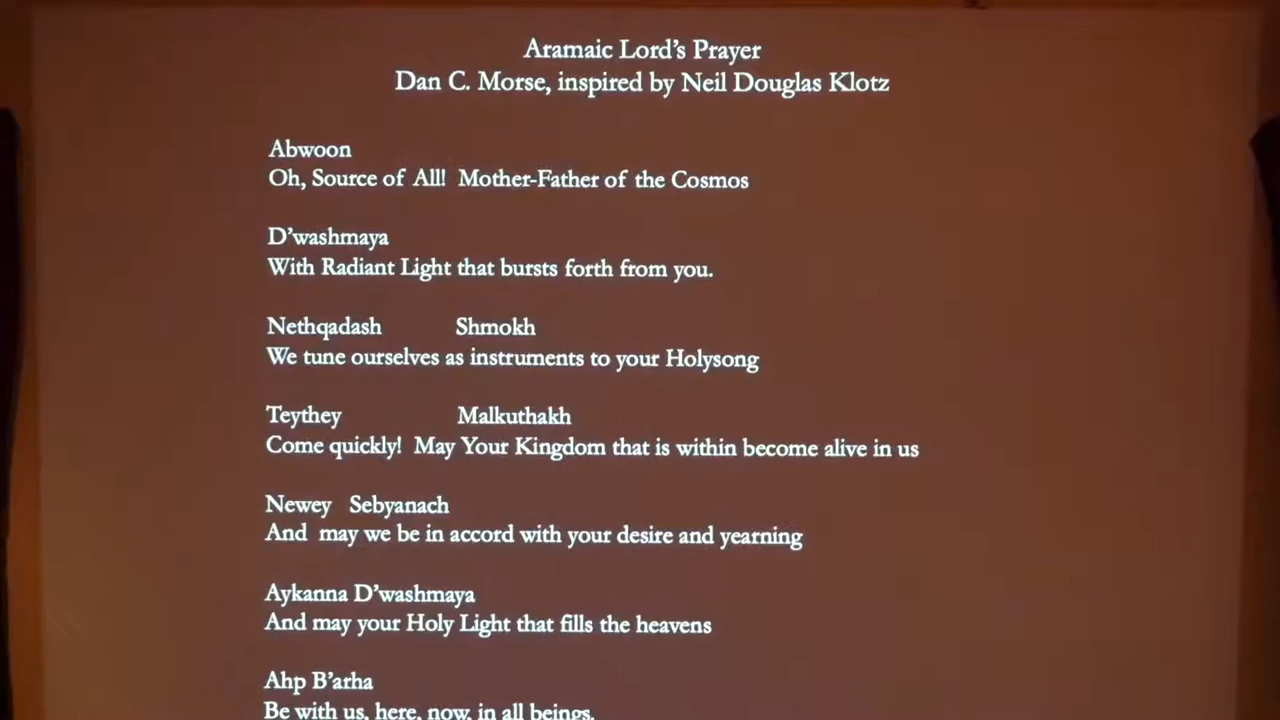 Aramaic Lord's Prayer
Dan C. Morse, inspired by Neil Douglas Klotz
Abwoon
Oh, Source of All! Mother-Father of the Cosmos
D'washmaya
With Radiant Light that bursts forth from you.
Nethqadash Shmokh
We tune ourselves as instruments to your Holysong
Teythey Malkuthakh
Come quickly! May Your Kingdom that is within become alive in us
Newey Sebyanach
And may we be in accord with your desire and yearning
Aykanna D'washmaya
And may your Holy Light that fills the heavens
Ahp B'arha
Be with us, here, now, in all beings.